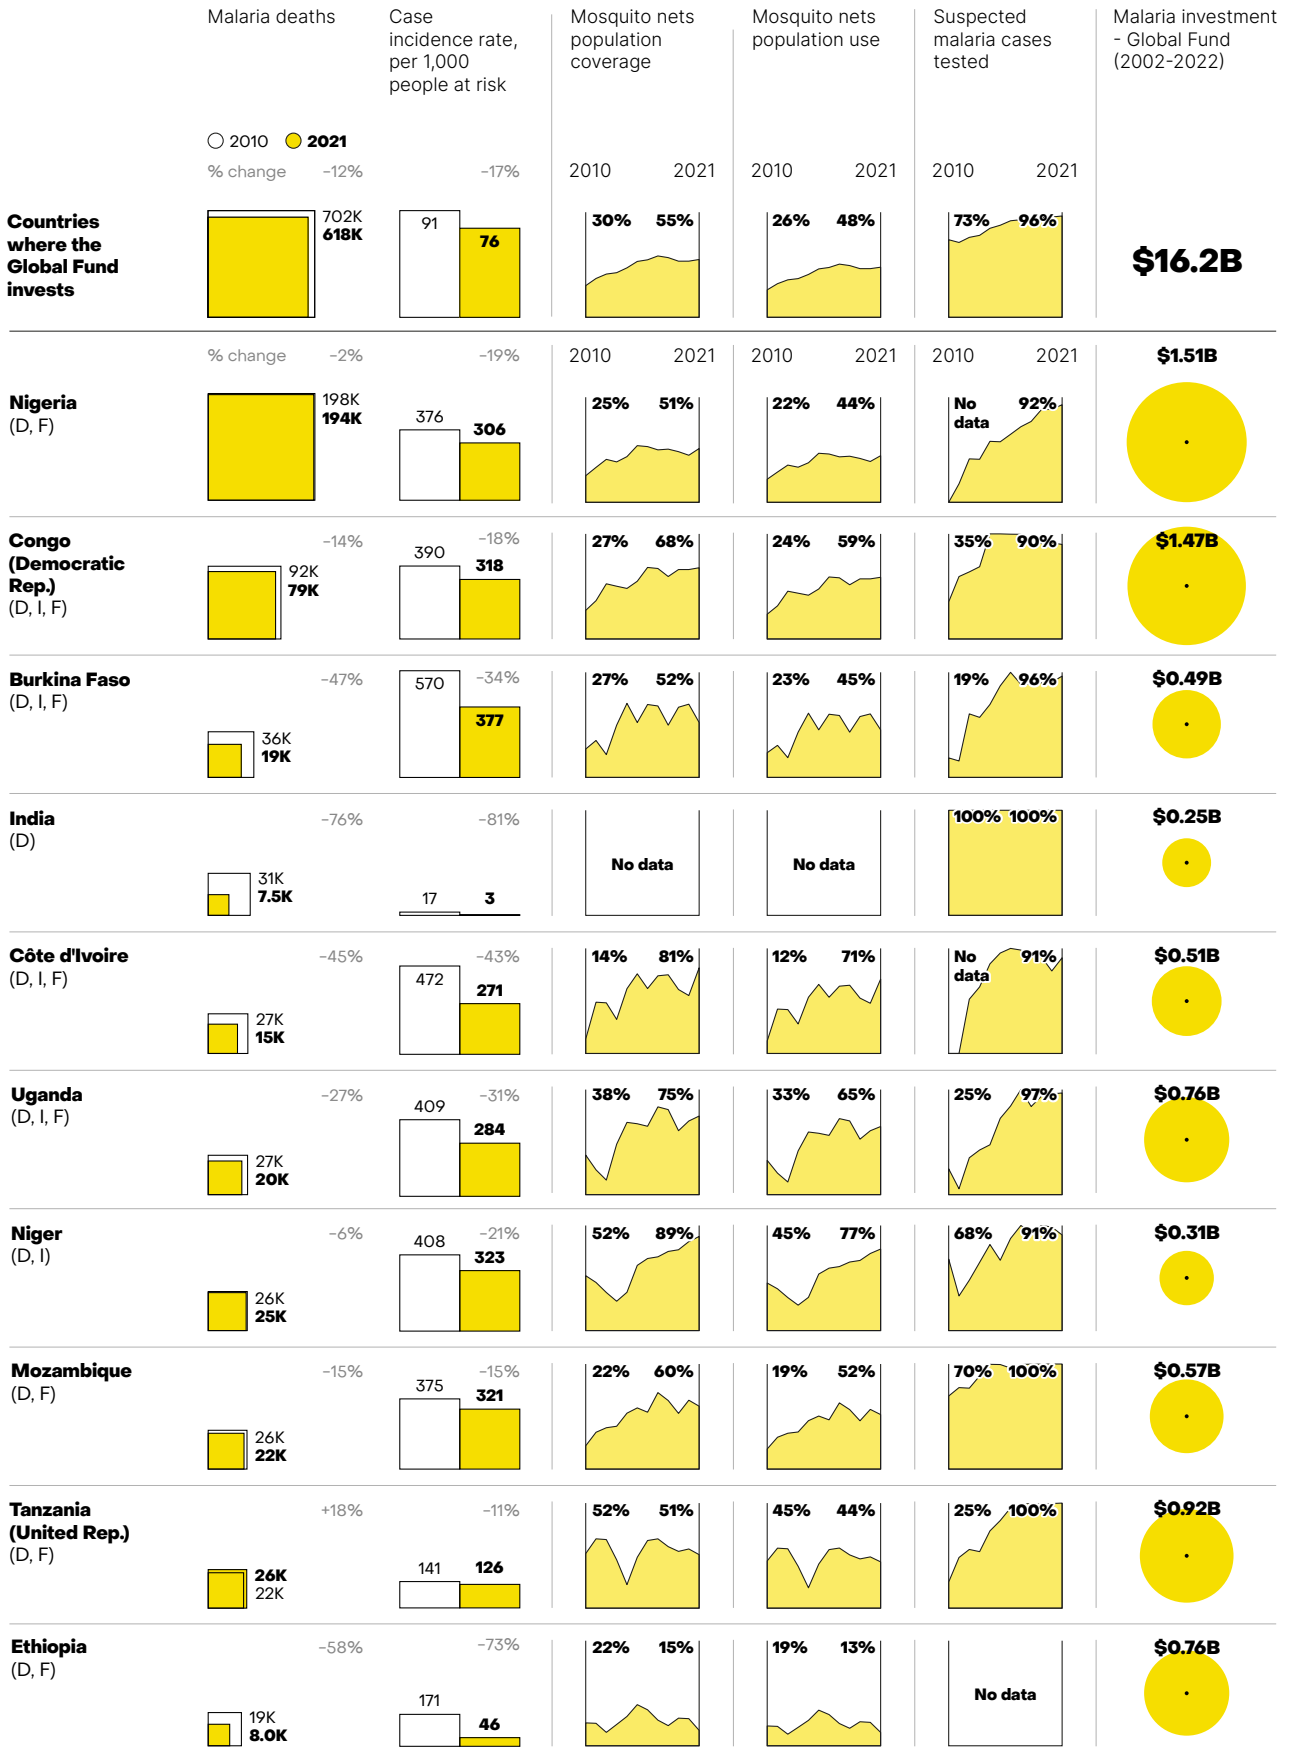 Malaria deaths
Case
incidence rate,
per 1,000
people at risk
Mosquito nets
population
coverage
Mosquito nets
population use
Suspected
malaria cases
tested
Malaria investment
- Global Fund
(2002-2022)
2010 2021
% change -12% -17% 2010 2021 2010 2021 2010 2021
Countries
where the
Global Fund
invests
702K
618K
91
76
30% 55%
26% 48%
73% 96%
$16.2B
% change -2% -19% 2010 2021 2010 2021 2010 2021 $1.51B
Nigeria
(D, F)
198K
194K
376
306
25% 51%
22% 44%
No
data
92%
Congo
(Democratic
Rep.)
(D, I, F)
-14%
92K
79K
-18%
390
318
27% 68%
24% 59%
35% 90%
$1.47B
Burkina Faso
(D, I, F)
-47%
36K
19K
-34%
570
377
27% 52%
23% 45%
19% 96%
$0.49B
India
(D)
-76%
31K
7.5K
-81%
17
3
No data
No data
100% 100%
$0.25B
Côte d'Ivoire
(D, I, F)
-45%
27K
15K
-43%
472
271
14% 81%
12% 71%
No
data
91%
$0.51B
Uganda
(D, I, F)
-27%
27K
20K
-31%
409
284
38% 75%
33% 65%
25% 97%
$0.76B
Niger
(D, I)
-6%
26K
25K
-21%
408
323
52% 89%
45% 77%
68% 91%
$0.31B
Mozambique
(D, F)
-15%
26K
22K
-15%
375
321
22% 60%
19% 52%
70% 100%
$0.57B
Tanzania
(United Rep.)
(D, F)
+18%
26K
22K
-11%
141
126
52% 51%
45% 44%
25% 100%
$0.92B
Ethiopia
(D, F)
-58%
19K
8.0K
-73%
171
46
22% 15%
19% 13%
No data
$0.76B